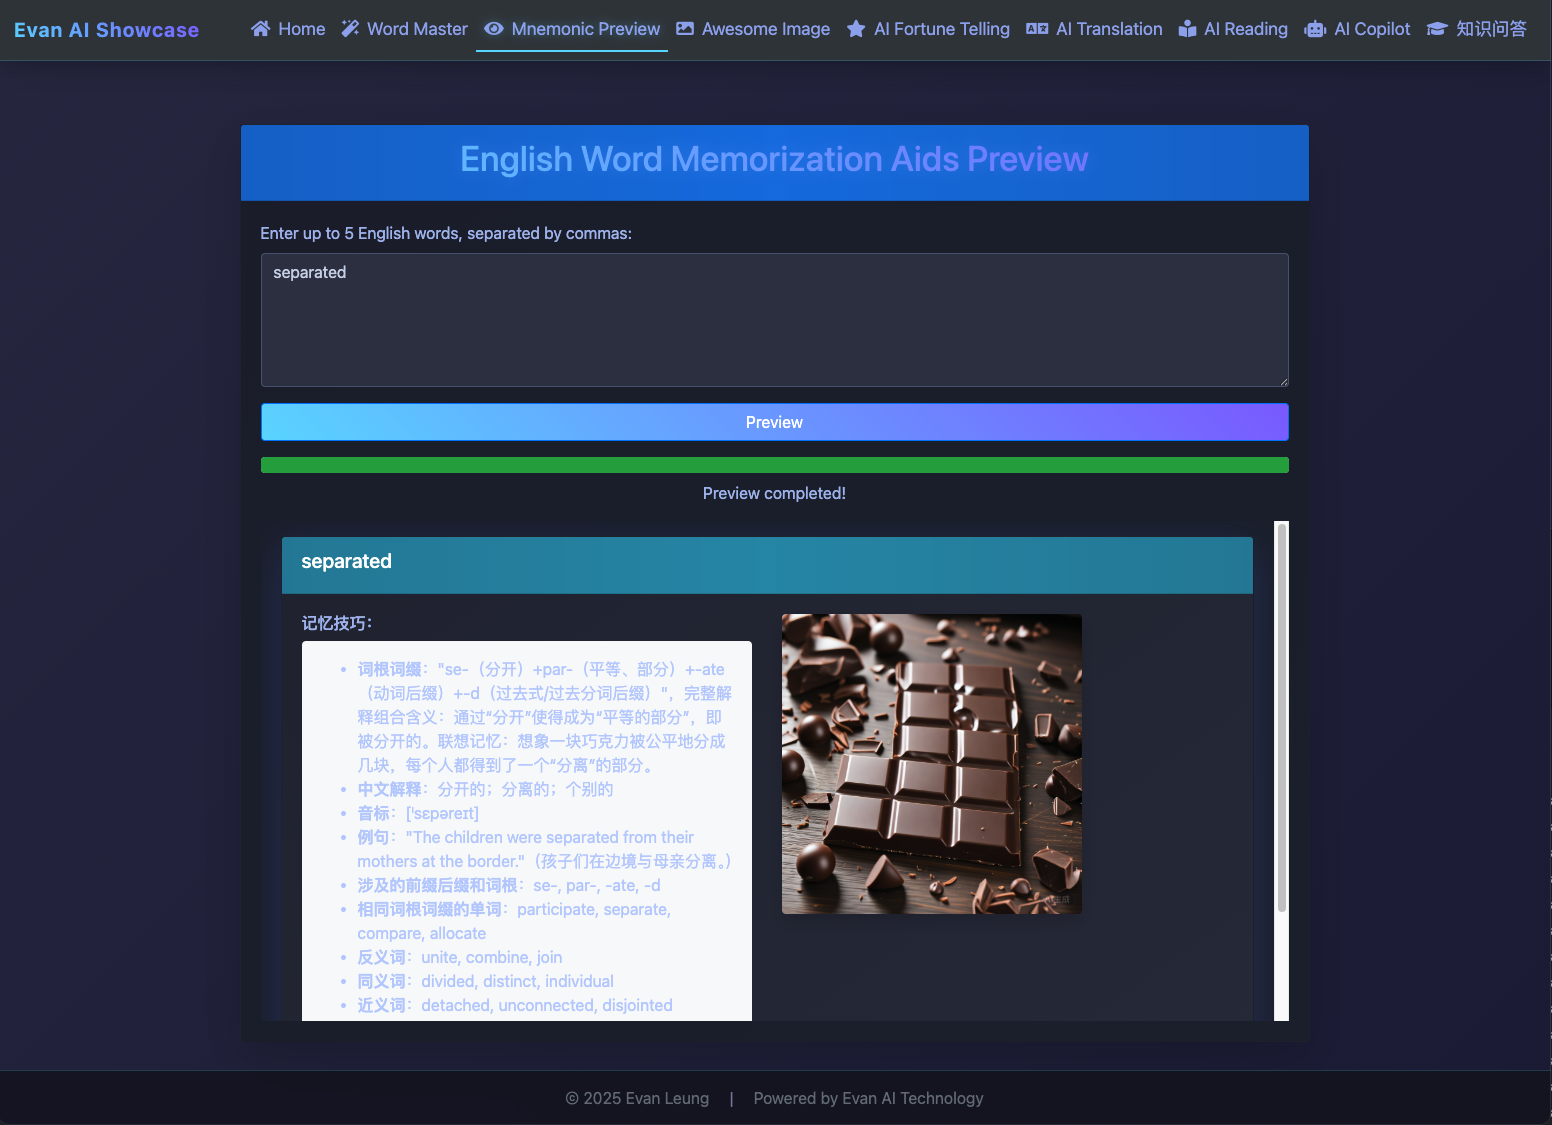 Evan AI Showcase
Home
Word Master
Mnemonic Preview
Awesome Image
AI Fortune Telling
AI Translation
AI Reading
AI Copilot
知识问答
English Word Memorization Aids Preview
Enter up to 5 English words, separated by commas:
separated
Preview
Preview completed!
separated
记忆技巧：
词根词缀："se-（分开）+par-（平等、部分）+-ate
（动词后缀）+-d（过去式/过去分词后缀）"，完整解
释组合含义：通过“分开”使得成为“平等的部分”，即
被分开的。联想记忆：想象一块巧克力被公平地分成
几块，每个人都得到了一个“分离”的部分。
中文解释：分开的；分离的；个别的
音标：['sɛpəreɪt]
例句："The children were separated from their
mothers at the border."（孩子们在边境与母亲分离。）
涉及的前缀后缀和词根：se-, par-, -ate, -d
相同词根词缀的单词：participate, separate,
compare, allocate
反义词：unite, combine, join
同义词：divided, distinct, individual
近义词：detached, unconnected, disjointed
© 2025 Evan Leung | Powered by Evan AI Technology